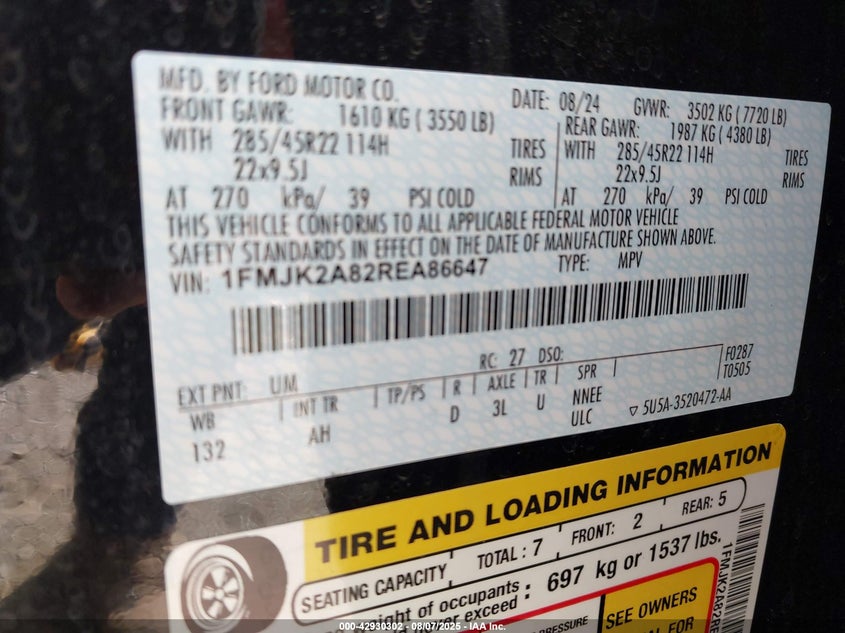 MFD. BY FORD MOTOR CO. DATE: 08/24 GVWR: 3502 KG ( 7720 LB)
FRONT GAWR: 1610 KG ( 3550 LB) REAR GAWR: 1987 KG ( 4380 LB)
WITH 285/45R22 114H TIRES WITH 285/45R22 114H TIRES
22x9.5J RIMS 22x9.5J RIMS
AT 270 kPa/ 39 PSI COLD AT 270 kPa/ 39 PSI COLD
THIS VEHICLE CONFORMS TO ALL APPLICABLE FEDERAL MOTOR VEHICLE
SAFETY STANDARDS IN EFFECT ON THE DATE OF MANUFACTURE SHOWN ABOVE.
VIN: 1FMJK2A82REA86647 TYPE: MPV
EXT PNT: UM RC: 27 DSO: F0287
T0505
WB INT TR TP/PS R AXLE TR SPR
132 AH D 3L U NNEE
ULC ▽ 5U5A-3520472-AA
TIRE AND LOADING INFORMATION
SEATING CAPACITY TOTAL : 7 FRONT: 2 REAR: 5
of occupants : 697 kg or 1537 lbs.
exceed
SEE OWNERS
FOR
1FMJK2A82RE
000-42930302 - 08/07/2025 - IAA Inc.